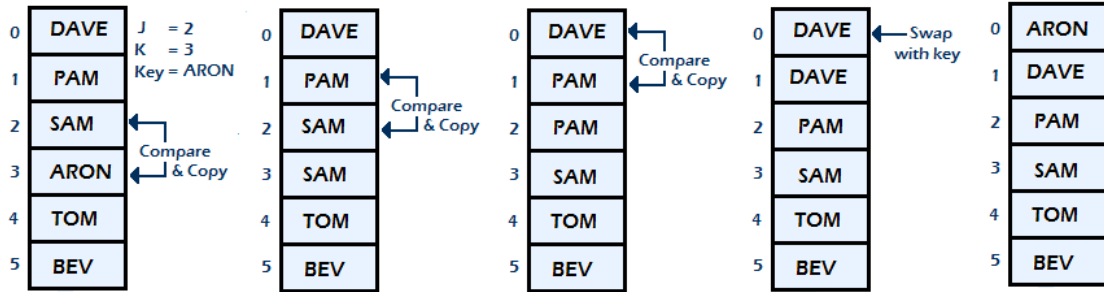 0 DAVE
1 PAM
2 SAM
3 ARON
4 TOM
5 BEV
J = 2
K = 3
Key = ARON
Compare
& Copy
0 DAVE
1 PAM
2 SAM
3 SAM
4 TOM
5 BEV
Compare
& Copy
0 DAVE
1 PAM
2 PAM
3 SAM
4 TOM
5 BEV
Compare
& Copy
0 DAVE
1 DAVE
2 PAM
3 SAM
4 TOM
5 BEV
Swap
with key
0 ARON
1 DAVE
2 PAM
3 SAM
4 TOM
5 BEV